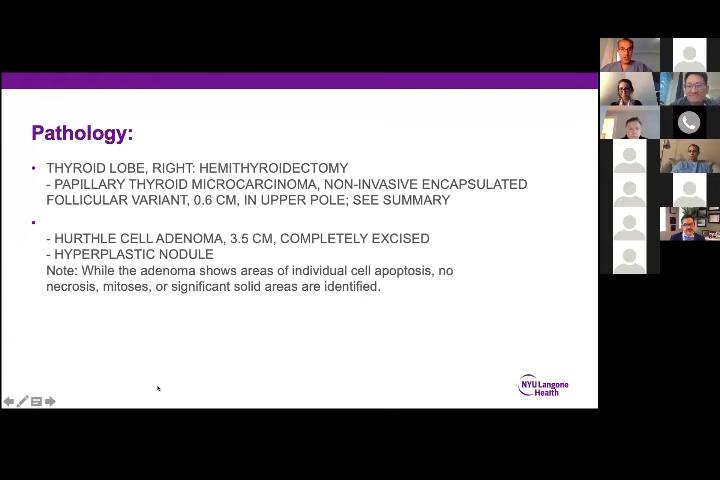 Pathology:
• THYROID LOBE, RIGHT: HEMITHYROIDECTOMY
- PAPILLARY THYROID MICROCARCINOMA, NON-INVASIVE ENCAPSULATED
FOLLICULAR VARIANT, 0.6 CM, IN UPPER POLE; SEE SUMMARY
•
- HURTHLE CELL ADENOMA, 3.5 CM, COMPLETELY EXCISED
- HYPERPLASTIC NODULE
Note: While the adenoma shows areas of individual cell apoptosis, no
necrosis, mitoses, or significant solid areas are identified.
NYU Langone
Health